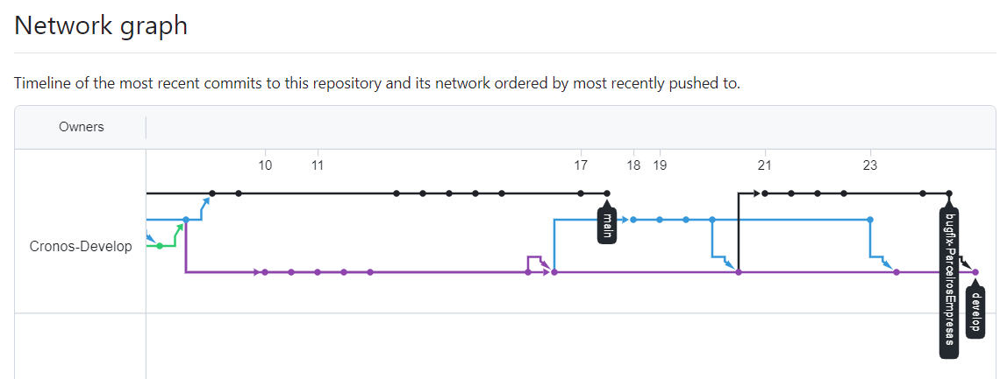 Network graph
Timeline of the most recent commits to this repository and its network ordered by most recently pushed to.
Owners
10 11 17 18 19 21 23
Cronos-Develop
main
bugfix-ParceirosEmpresas
develop